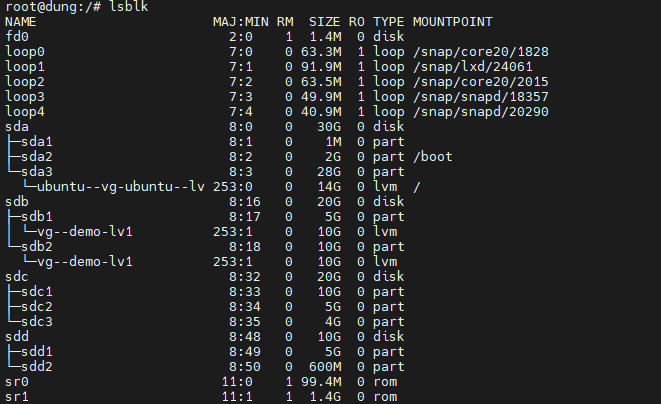 root@dung:/# lsblk
NAME                      MAJ:MIN RM  SIZE RO TYPE MOUNTPOINT
fd0                         2:0    1  1.4M  0 disk
loop0                       7:0    0 63.3M  1 loop /snap/core20/1828
loop1                       7:1    0 91.9M  1 loop /snap/lxd/24061
loop2                       7:2    0 63.5M  1 loop /snap/core20/2015
loop3                       7:3    0 49.9M  1 loop /snap/snapd/18357
loop4                       7:4    0 40.9M  1 loop /snap/snapd/20290
sda                         8:0    0   30G  0 disk
├─sda1                      8:1    0    1M  0 part
├─sda2                      8:2    0    2G  0 part /boot
└─sda3                      8:3    0   28G  0 part
  └─ubuntu--vg-ubuntu--lv 253:0    0   14G  0 lvm  /
sdb                         8:16   0   20G  0 disk
├─sdb1                      8:17   0    5G  0 part
│ └─vg--demo-lv1          253:1    0   10G  0 lvm
└─sdb2                      8:18   0   10G  0 part
  └─vg--demo-lv1          253:1    0   10G  0 lvm
sdc                         8:32   0   20G  0 disk
├─sdc1                      8:33   0   10G  0 part
├─sdc2                      8:34   0    5G  0 part
└─sdc3                      8:35   0    4G  0 part
sdd                         8:48   0   10G  0 disk
├─sdd1                      8:49   0    5G  0 part
└─sdd2                      8:50   0  600M  0 part
sr0                        11:0    1 99.4M  0 rom
sr1                        11:1    1  1.4G  0 rom